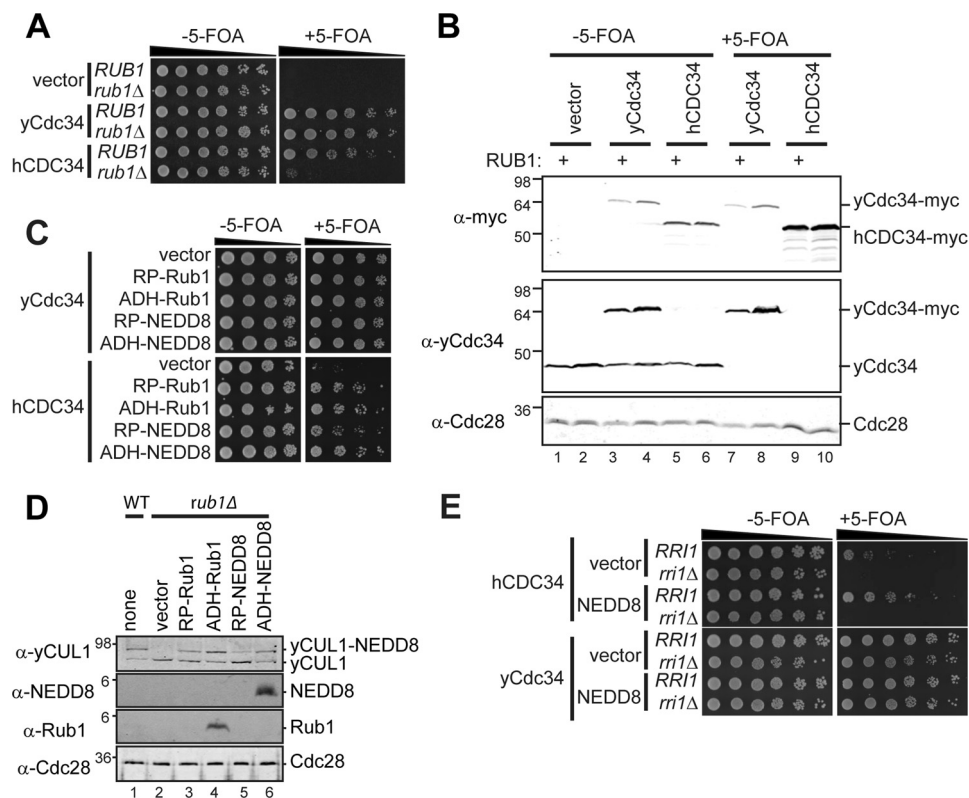 A
-5-FOA
+5-FOA
vector
RUB1
rub1Δ
yCdc34
RUB1
rub1Δ
hCDC34
RUB1
rub1Δ
B
-5-FOA
+5-FOA
vector
yCdc34
hCDC34
yCdc34
hCDC34
RUB1:
+
+
+
+
+
98
64
50
α-myc
yCdc34-myc
hCDC34-myc
98
64
50
α-yCdc34
yCdc34-myc
yCdc34
36
α-Cdc28
Cdc28
1 2 3 4 5 6 7 8 9 10
C
-5-FOA
+5-FOA
yCdc34
vector
RP-Rub1
ADH-Rub1
RP-NEDD8
ADH-NEDD8
hCDC34
vector
RP-Rub1
ADH-Rub1
RP-NEDD8
ADH-NEDD8
D
WT
rub1Δ
none
vector
RP-Rub1
ADH-Rub1
RP-NEDD8
ADH-NEDD8
α-yCUL1
98
yCUL1-NEDD8
yCUL1
α-NEDD8
6
NEDD8
α-Rub1
6
Rub1
α-Cdc28
36
Cdc28
1 2 3 4 5 6
E
-5-FOA
+5-FOA
hCDC34
vector
RRI1
rri1Δ
NEDD8
RRI1
rri1Δ
yCdc34
vector
RRI1
rri1Δ
NEDD8
RRI1
rri1Δ